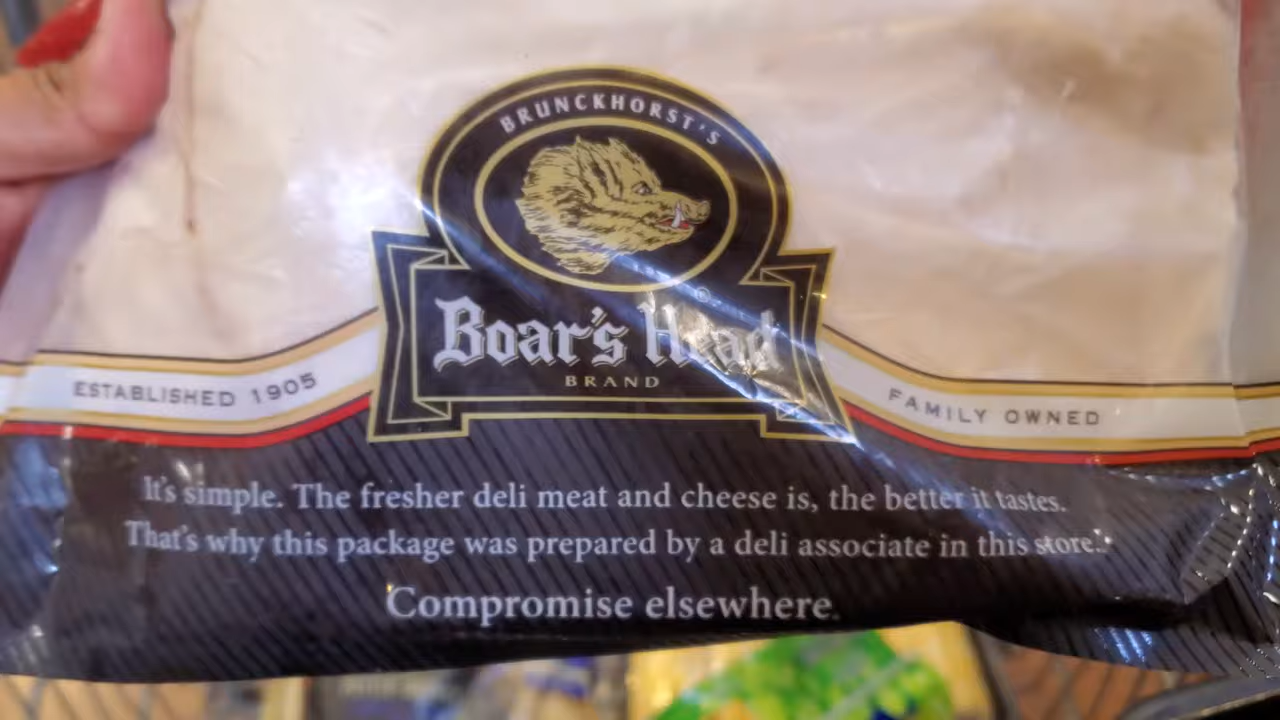 BRUNCKHORST'S
Boar's Head
BRAND
ESTABLISHED 1905
FAMILY OWNED
It's simple. The fresher deli meat and cheese is, the better it tastes.
That's why this package was prepared by a deli associate in this store.
Compromise elsewhere.